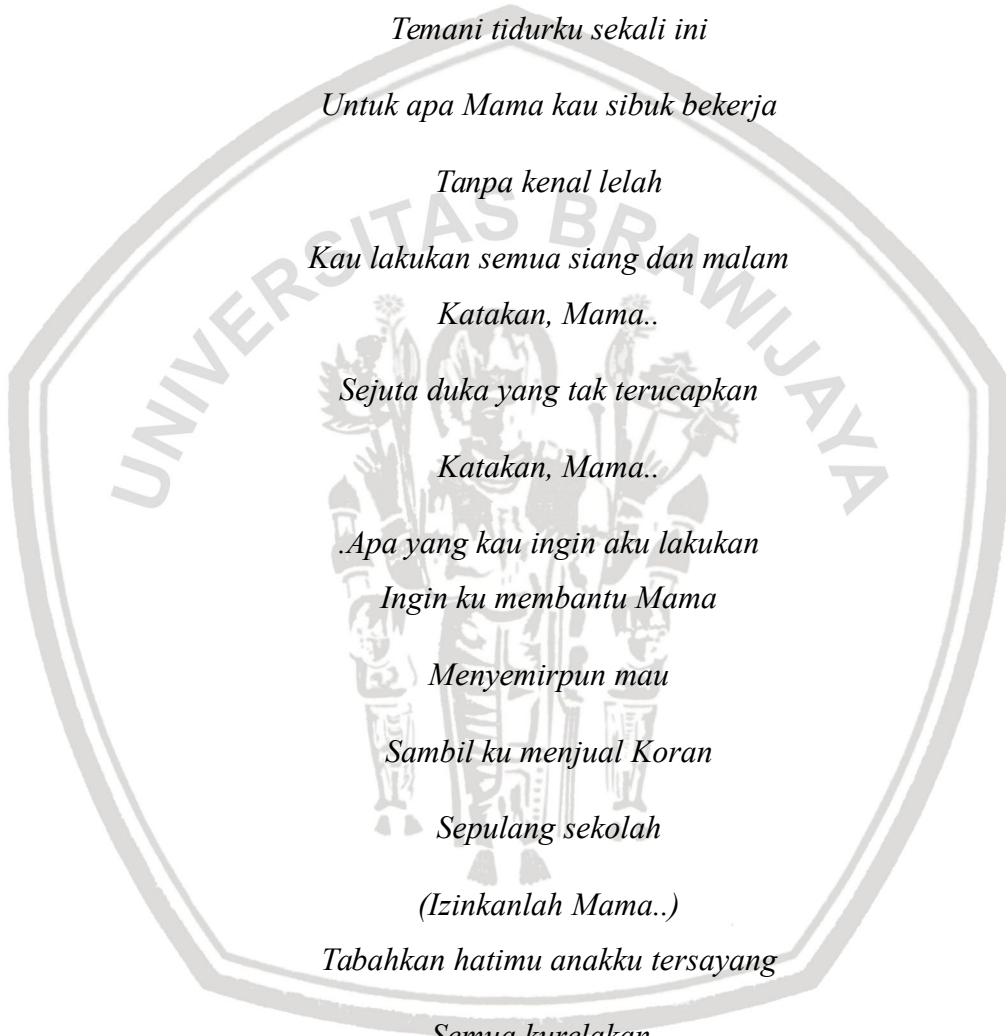 Temani tidurku sekali ini
Untuk apa Mama kau sibuk bekerja
Tanpa kenal lelah
UNIVERSITAS BRAWIJAYA
Kau lakukan semua siang dan malam
Katakan, Mama..
Sejuta duka yang tak terucapkan
Katakan, Mama..
.Apa yang kau ingin aku lakukan
Ingin ku membantu Mama
Menyemirpun mau
Sambil ku menjual Koran
Sepulang sekolah
(Izinkanlah Mama..)
Tabahkan hatimu anakku tersayang
Semua kurelakan